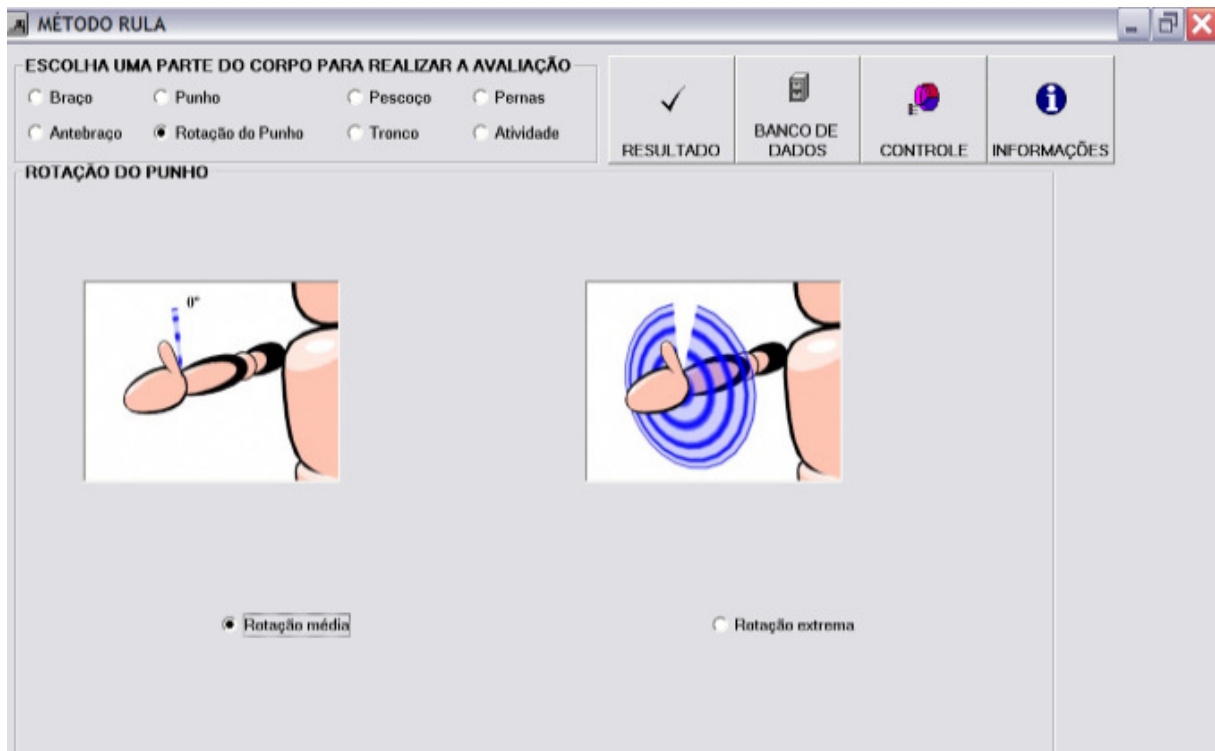 MÉTODO RULA
ESCOLHA UMA PARTE DO CORPO PARA REALIZAR A AVALIAÇÃO
Braço Punho Pescoço Pernas
Antebraço Rotação do Punho Tronco Atividade
RESULTADO
BANCO DE
DADOS
CONTROLE
INFORMAÇÕES
ROTAÇÃO DO PUNHO
0°
Rotação média Rotação extrema